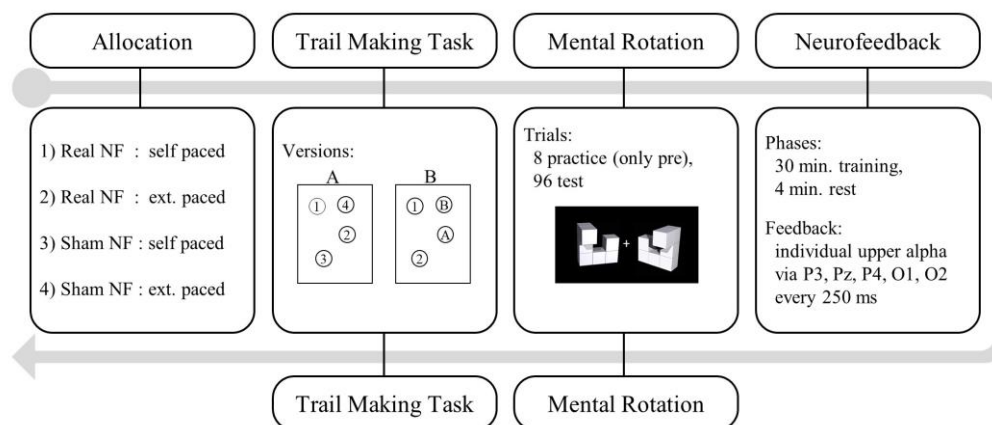 Allocation
Trail Making Task
Mental Rotation
Neurofeedback
1) Real NF : self paced
2) Real NF : ext. paced
3) Sham NF : self paced
4) Sham NF : ext. paced
Versions:
A
1 4
2
3
B
1 B
A
2
Trials:
8 practice (only pre),
96 test
+
Phases:
30 min. training,
4 min. rest
Feedback:
individual upper alpha
via P3, Pz, P4, O1, O2
every 250 ms
Trail Making Task
Mental Rotation